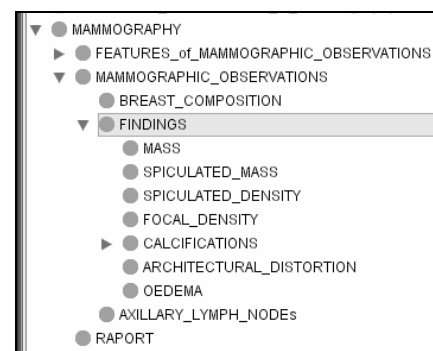 MAMMOGRAPHY
FEATURES_of_MAMMOGRAPHIC_OBSERVATIONS
MAMMOGRAPHIC_OBSERVATIONS
BREAST_COMPOSITION
FINDINGS
MASS
SPICULATED_MASS
SPICULATED_DENSITY
FOCAL_DENSITY
CALCIFICATIONS
ARCHITECTURAL_DISTORTION
OEDEMA
AXILLARY_LYMPH_NODEs
RAPORT